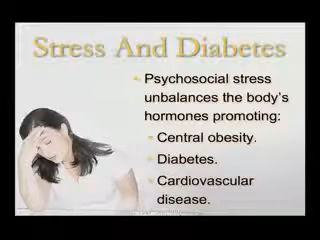 Stress And Diabetes
Psychosocial stress
unbalances the body's
hormones promoting:
Central obesity.
Diabetes.
Cardiovascular
disease.